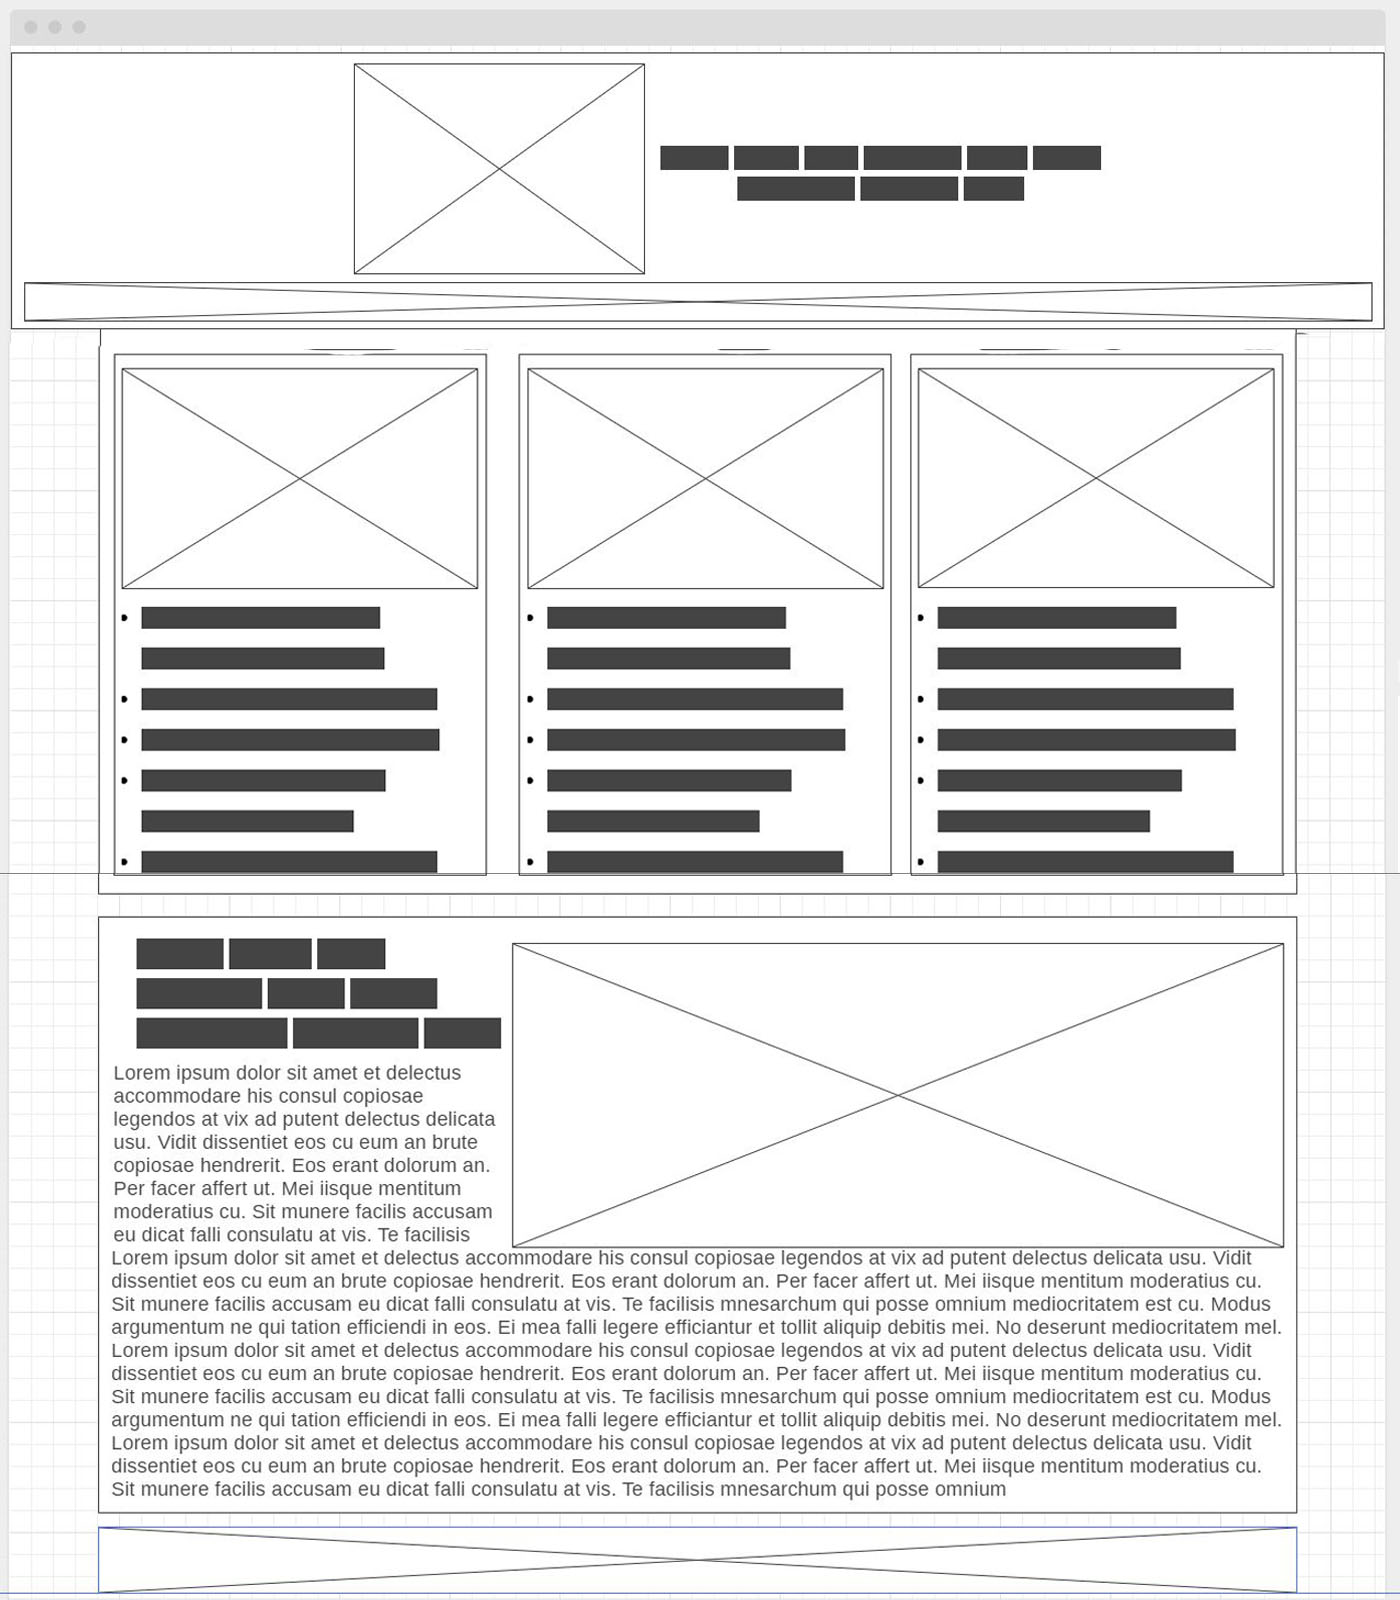 Lorem ipsum dolor sit amet et delectus
accommodare his consul copiosae
legendos at vix ad putent delectus delicata
usu. Vidit dissentiet eos cu eum an brute
copiosae hendrerit. Eos erant dolorum an.
Per facer affert ut. Mei iisque mentitum
moderatius cu. Sit munere facilis accusam
eu dicat falli consulatu at vis. Te facilisis
Lorem ipsum dolor sit amet et delectus accommodare his consul copiosae legendos at vix ad putent delectus delicata usu. Vidit
dissentiet eos cu eum an brute copiosae hendrerit. Eos erant dolorum an. Per facer affert ut. Mei iisque mentitum moderatius cu.
Sit munere facilis accusam eu dicat falli consulatu at vis. Te facilisis mnesarchum qui posse omnium mediocritatem est cu. Modus
argumentum ne qui tation efficiendi in eos. Ei mea falli legere efficiantur et tollit aliquip debitis mei. No deserunt mediocritatem mel.
Lorem ipsum dolor sit amet et delectus accommodare his consul copiosae legendos at vix ad putent delectus delicata usu. Vidit
dissentiet eos cu eum an brute copiosae hendrerit. Eos erant dolorum an. Per facer affert ut. Mei iisque mentitum moderatius cu.
Sit munere facilis accusam eu dicat falli consulatu at vis. Te facilisis mnesarchum qui posse omnium mediocritatem est cu. Modus
argumentum ne qui tation efficiendi in eos. Ei mea falli legere efficiantur et tollit aliquip debitis mei. No deserunt mediocritatem mel.
Lorem ipsum dolor sit amet et delectus accommodare his consul copiosae legendos at vix ad putent delectus delicata usu. Vidit
dissentiet eos cu eum an brute copiosae hendrerit. Eos erant dolorum an. Per facer affert ut. Mei iisque mentitum moderatius cu.
Sit munere facilis accusam eu dicat falli consulatu at vis. Te facilisis mnesarchum qui posse omnium